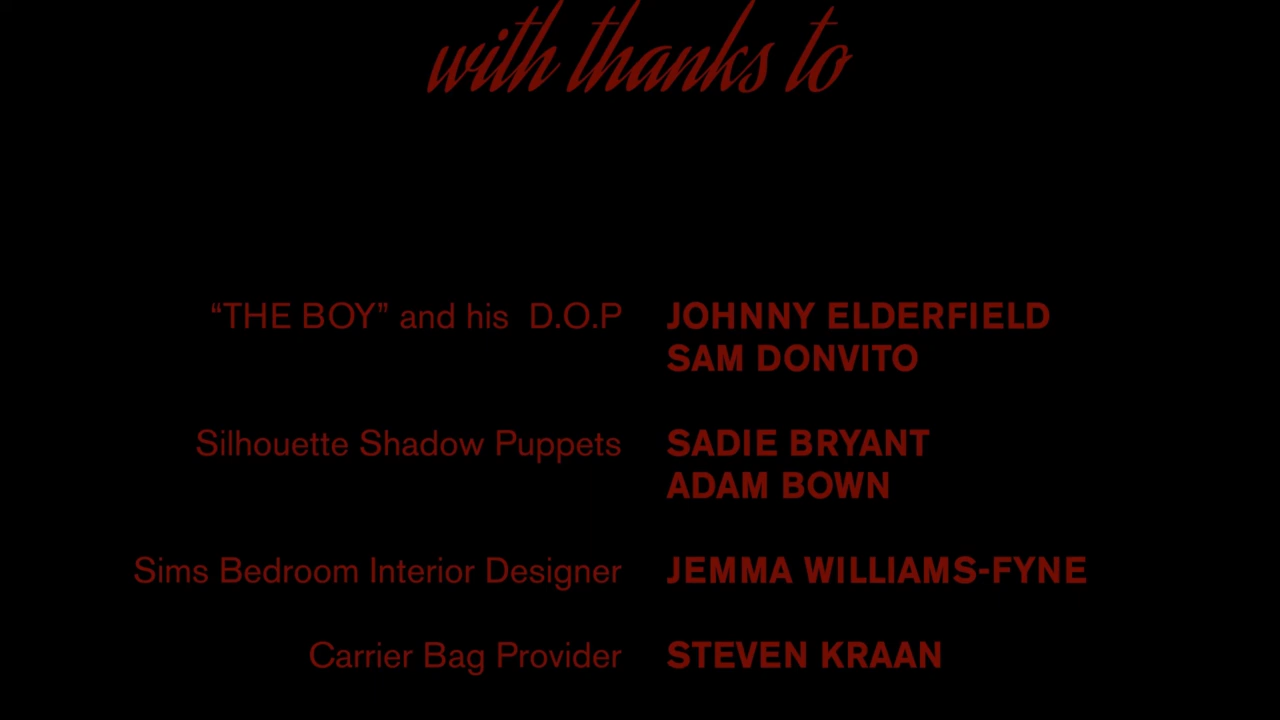 with thanks to
“THE BOY” and his D.O.P JOHNNY ELDERFIELD
SAM DONVITO
Silhouette Shadow Puppets SADIE BRYANT
ADAM BOWN
Sims Bedroom Interior Designer JEMMA WILLIAMS-FYNE
Carrier Bag Provider STEVEN KRAAN